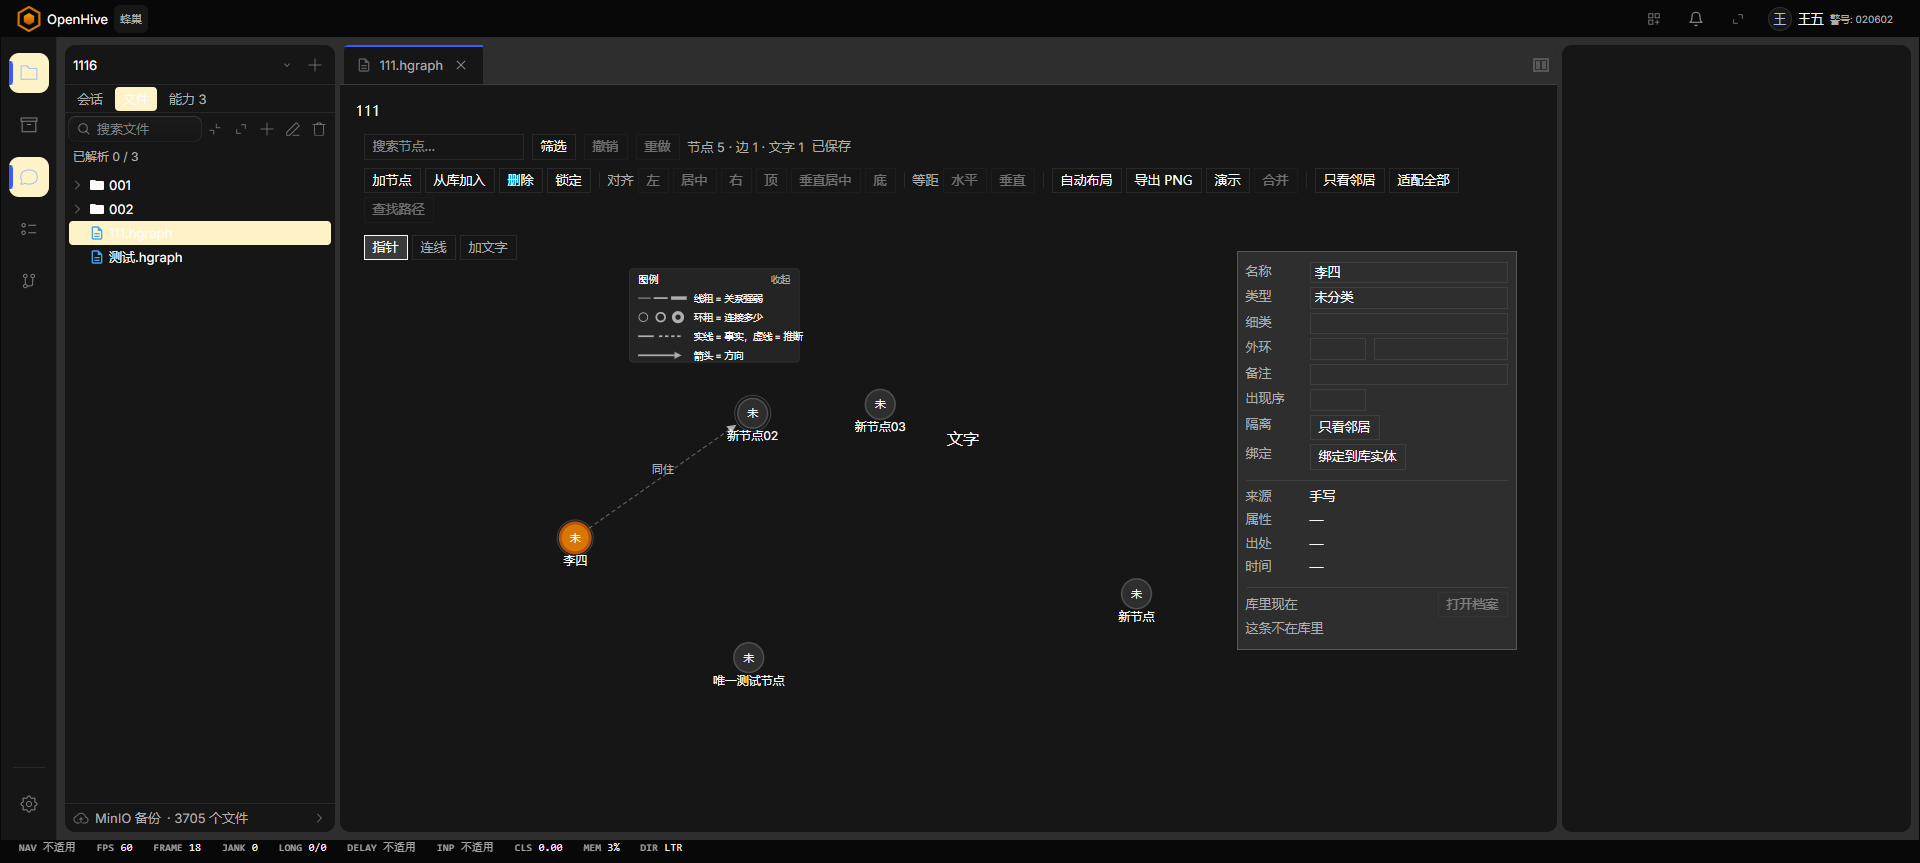 OpenHive 蜂巢
王 王五 警号: 020602
1116
会话 文件 能力 3
搜索文件
已解析 0 / 3
001
002
111.hgraph
测试.hgraph
MinIO 备份 · 3705 个文件
111.hgraph
111
搜索节点... 筛选 撤销 重做 节点 5 · 边 1 · 文字 1 已保存
加节点 从库加入 删除 锁定 对齐 左 居中 右 顶 垂直居中 底 等距 水平 垂直 自动布局 导出 PNG 演示 合并 只看邻居 适配全部
查找路径
指针 连线 加文字
图例 收起
线粗 = 关系强弱
环粗 = 连接多少
实线 = 事实，虚线 = 推断
箭头 = 方向
未
新节点02
未
新节点03
文字
同住
未
李四
未
新节点
未
唯一测试节点
名称 李四
类型 未分类
细类
外环
备注
出现序
隔离 只看邻居
绑定 绑定到库实体
来源 手写
属性 —
出处 —
时间 —
库里现在 打开档案
这条不在库里
NAV 不适用 FPS 60 FRAME 18 JANK 0 LONG 0/0 DELAY 不适用 INP 不适用 CLS 0.00 MEM 3% DIR LTR